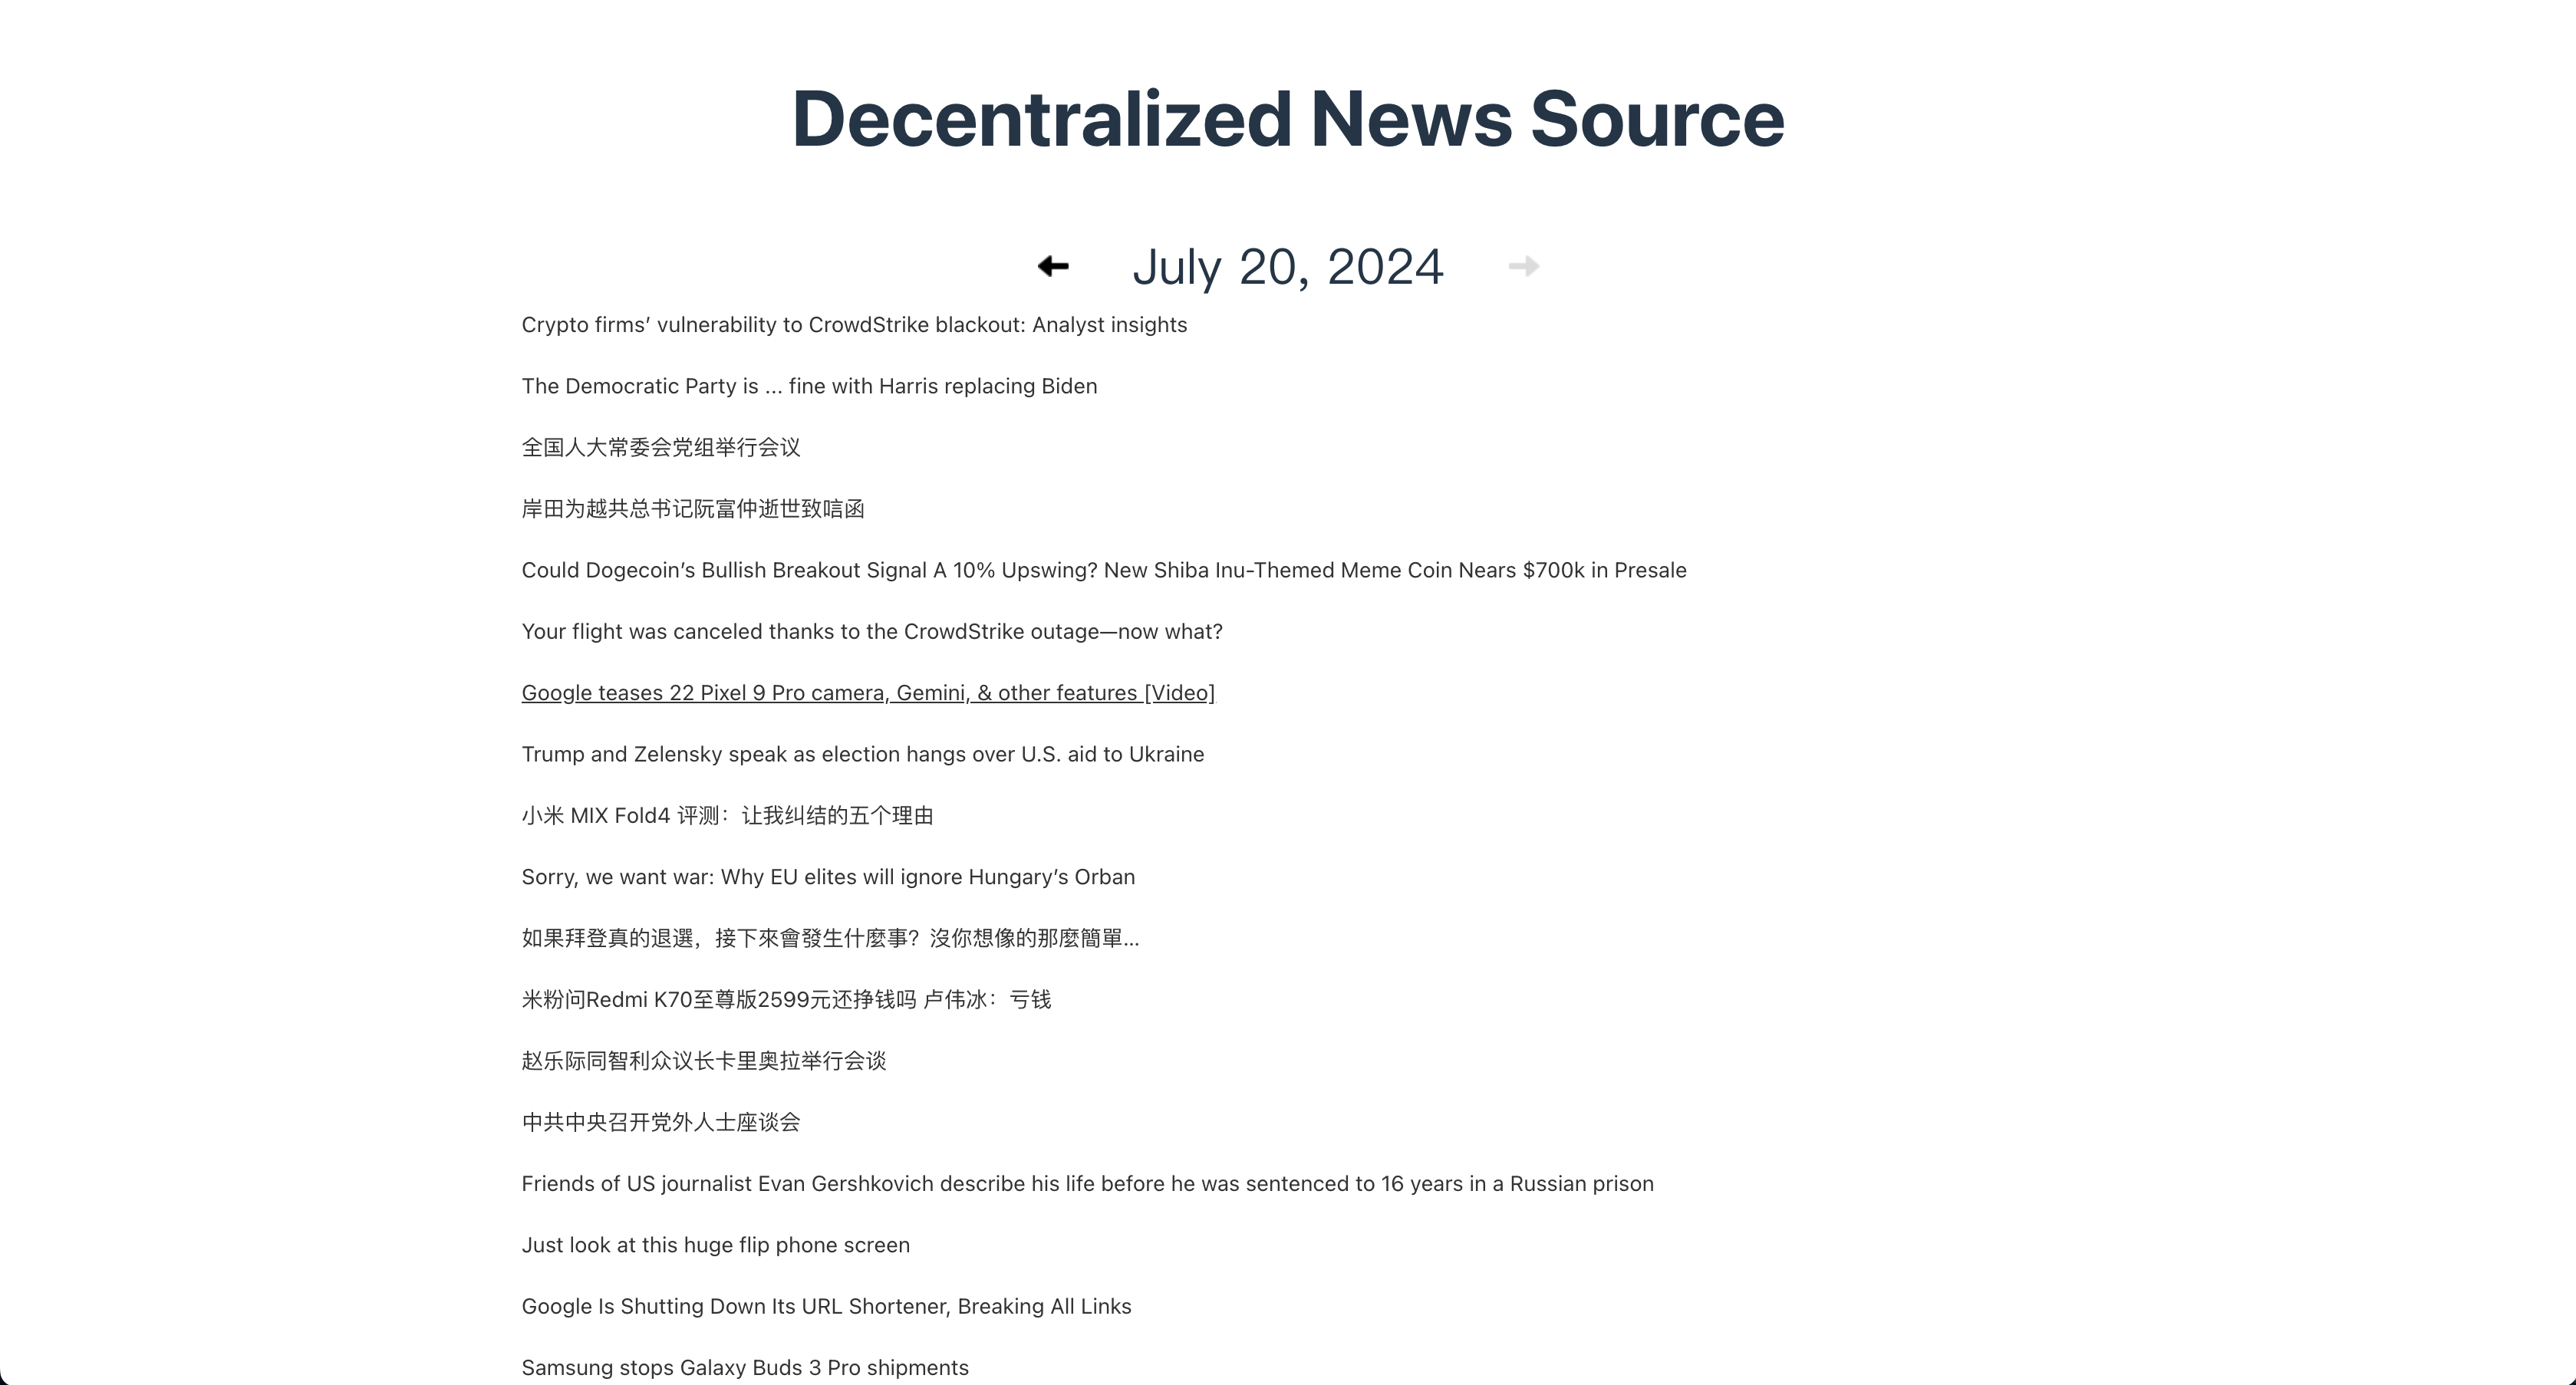 Decentralized News Source
July 20, 2024
Crypto firms’ vulnerability to CrowdStrike blackout: Analyst insights
The Democratic Party is ... fine with Harris replacing Biden
全国人大常委会党组举行会议
岸田为越共总书记阮富仲逝世致唁函
Could Dogecoin’s Bullish Breakout Signal A 10% Upswing? New Shiba Inu-Themed Meme Coin Nears $700k in Presale
Your flight was canceled thanks to the CrowdStrike outage—now what?
Google teases 22 Pixel 9 Pro camera, Gemini, & other features [Video]
Trump and Zelensky speak as election hangs over U.S. aid to Ukraine
小米 MIX Fold4 评测：让我纠结的五个理由
Sorry, we want war: Why EU elites will ignore Hungary’s Orban
如果拜登真的退選，接下來會發生什麼事？沒你想像的那麼簡單...
米粉问Redmi K70至尊版2599元还挣钱吗 卢伟冰：亏钱
赵乐际同智利众议长卡里奥拉举行会谈
中共中央召开党外人士座谈会
Friends of US journalist Evan Gershkovich describe his life before he was sentenced to 16 years in a Russian prison
Just look at this huge flip phone screen
Google Is Shutting Down Its URL Shortener, Breaking All Links
Samsung stops Galaxy Buds 3 Pro shipments